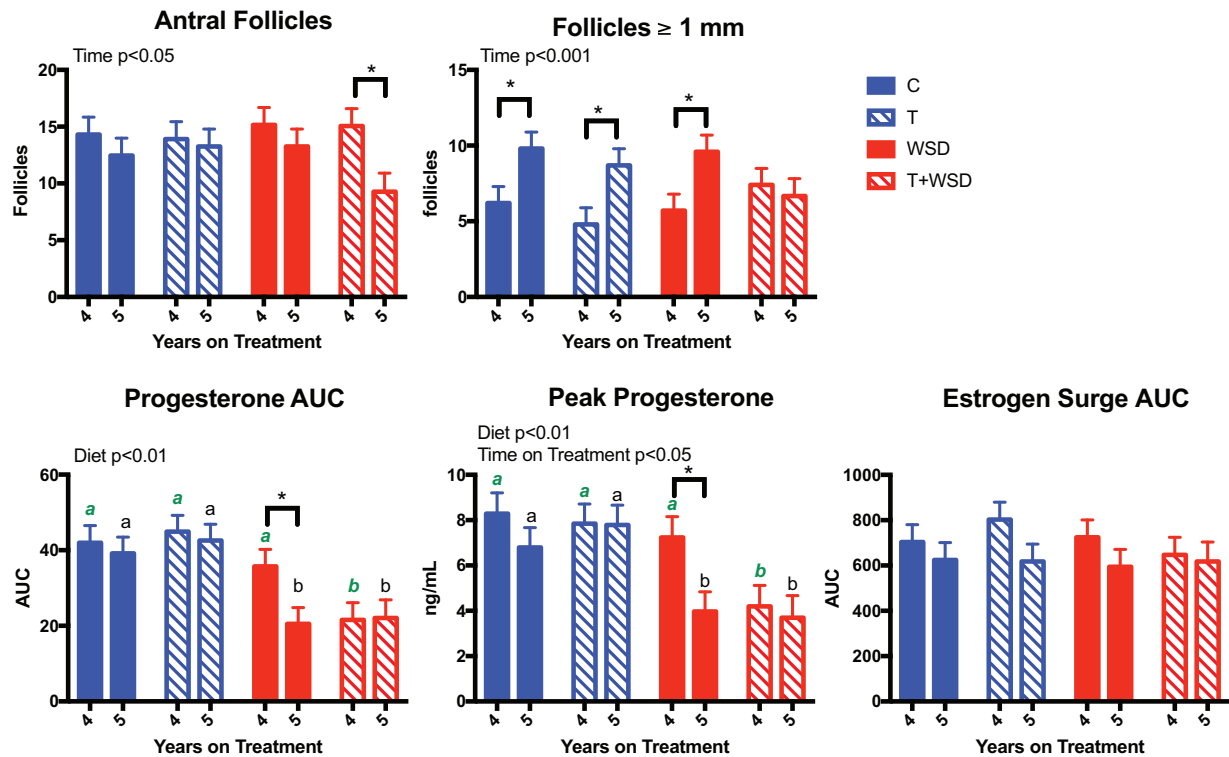 Antral Follicles
Time p<0.05
*
20
15
10
5
0
Follicles
4 5 4 5 4 5 4 5
Years on Treatment
Follicles ≥ 1 mm
Time p<0.001
* * *
15
10
5
0
follicles
4 5 4 5 4 5 4 5
Years on Treatment
C
T
WSD
T+WSD
Progesterone AUC
Diet p<0.01
*
60
40
20
0
AUC
a a a a a b b b
4 5 4 5 4 5 4 5
Years on Treatment
Peak Progesterone
Diet p<0.01
Time on Treatment p<0.05
*
10
8
6
4
2
0
ng/mL
a a a a a b b b
4 5 4 5 4 5 4 5
Years on Treatment
Estrogen Surge AUC
1000
800
600
400
200
0
AUC
4 5 4 5 4 5 4 5
Years on Treatment